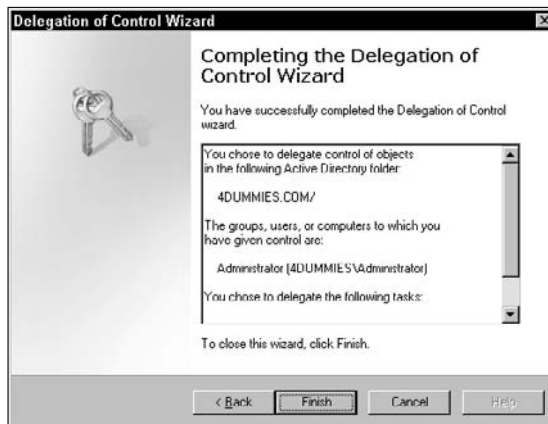 Delegation of Control Wizard
Completing the Delegation of
Control Wizard
You have successfully completed the Delegation of Control
wizard.
You chose to delegate control of objects
in the following Active Directory folder:
4DUMMIES.COM/
The groups, users, or computers to which you
have given control are:
Administrator (4DUMMIES\Administrator)
You chose to delegate the following tasks:
To close this wizard, click Finish.
< Back
Finish
Cancel
Help